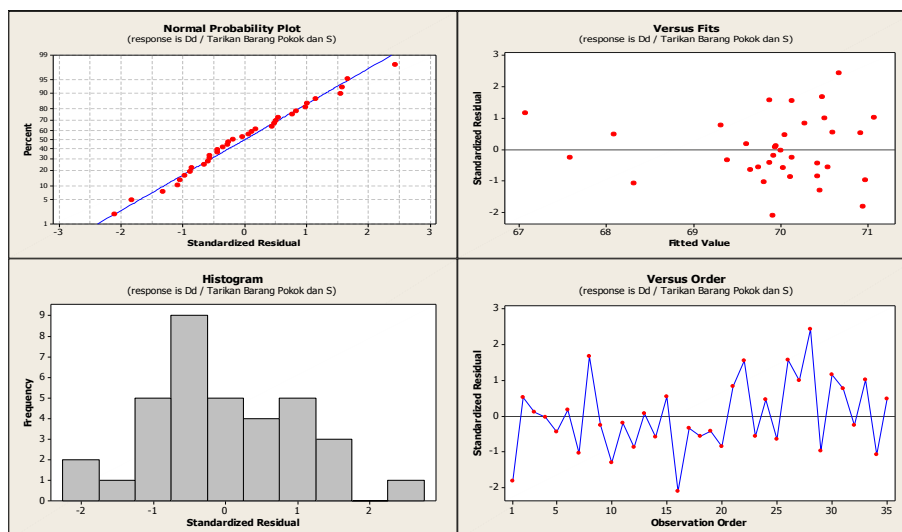 Normal Probability Plot
(response is Dd / Tarikan Barang Pokok dan S)
99
95
90
80
70
60
50
40
30
20
10
5
1
Percent
-3 -2 -1 0 1 2 3
Standardized Residual
Versus Fits
(response is Dd / Tarikan Barang Pokok dan S)
3
2
1
0
-1
-2
Standardized Residual
67 68 69 70 71
Fitted Value
Histogram
(response is Dd / Tarikan Barang Pokok dan S)
9
8
7
6
5
4
3
2
1
0
Frequency
-2 -1 0 1 2
Standardized Residual
Versus Order
(response is Dd / Tarikan Barang Pokok dan S)
3
2
1
0
-1
-2
Standardized Residual
1 5 10 15 20 25 30 35
Observation Order